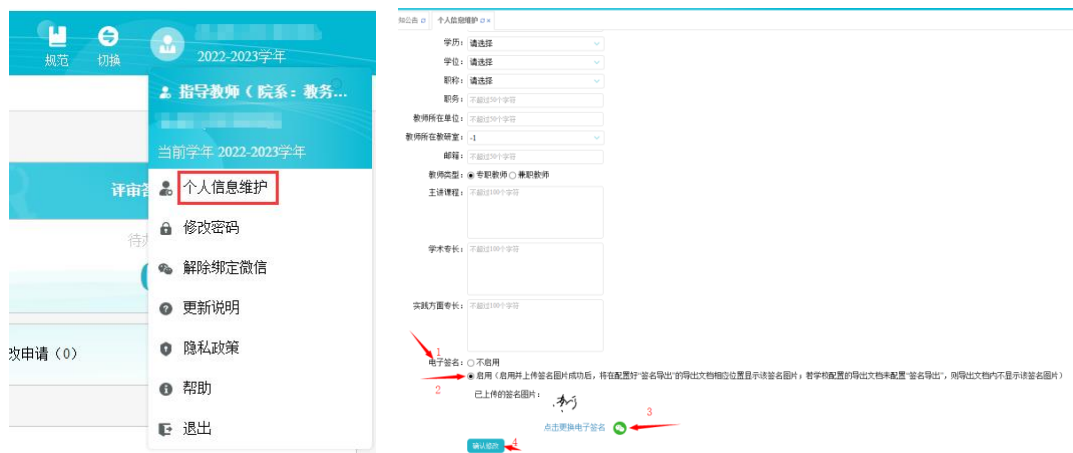 规范
切换
2022-2023学年
指导教师（院系：教务...
当前学年 2022-2023学年
评审
待
个人信息维护
修改密码
解除绑定微信
更新说明
改申请（0）
隐私政策
帮助
退出
知公告
个人信息维护
学历：
请选择
学位：
请选择
职称：
请选择
职务：
不超过50个字符
教师所在单位：
不超过50个字符
教师所在教研室：
-1
邮箱：
不超过50个字符
教师类型：
专职教师
兼职教师
主讲课程：
不超过100个字符
学术专长：
不超过100个字符
实践方面专长：
不超过100个字符
1
电子签名：
不启用
2
启用（启用并上传签名图片成功后，将在配置好“签名导出”的导出文档相应位置显示该签名图片；若学校配置的导出文档未配置“签名导出”，则导出文档内不显示该签名图片）
已上传的签名图片：
3
点击更换电子签名
确认修改
4